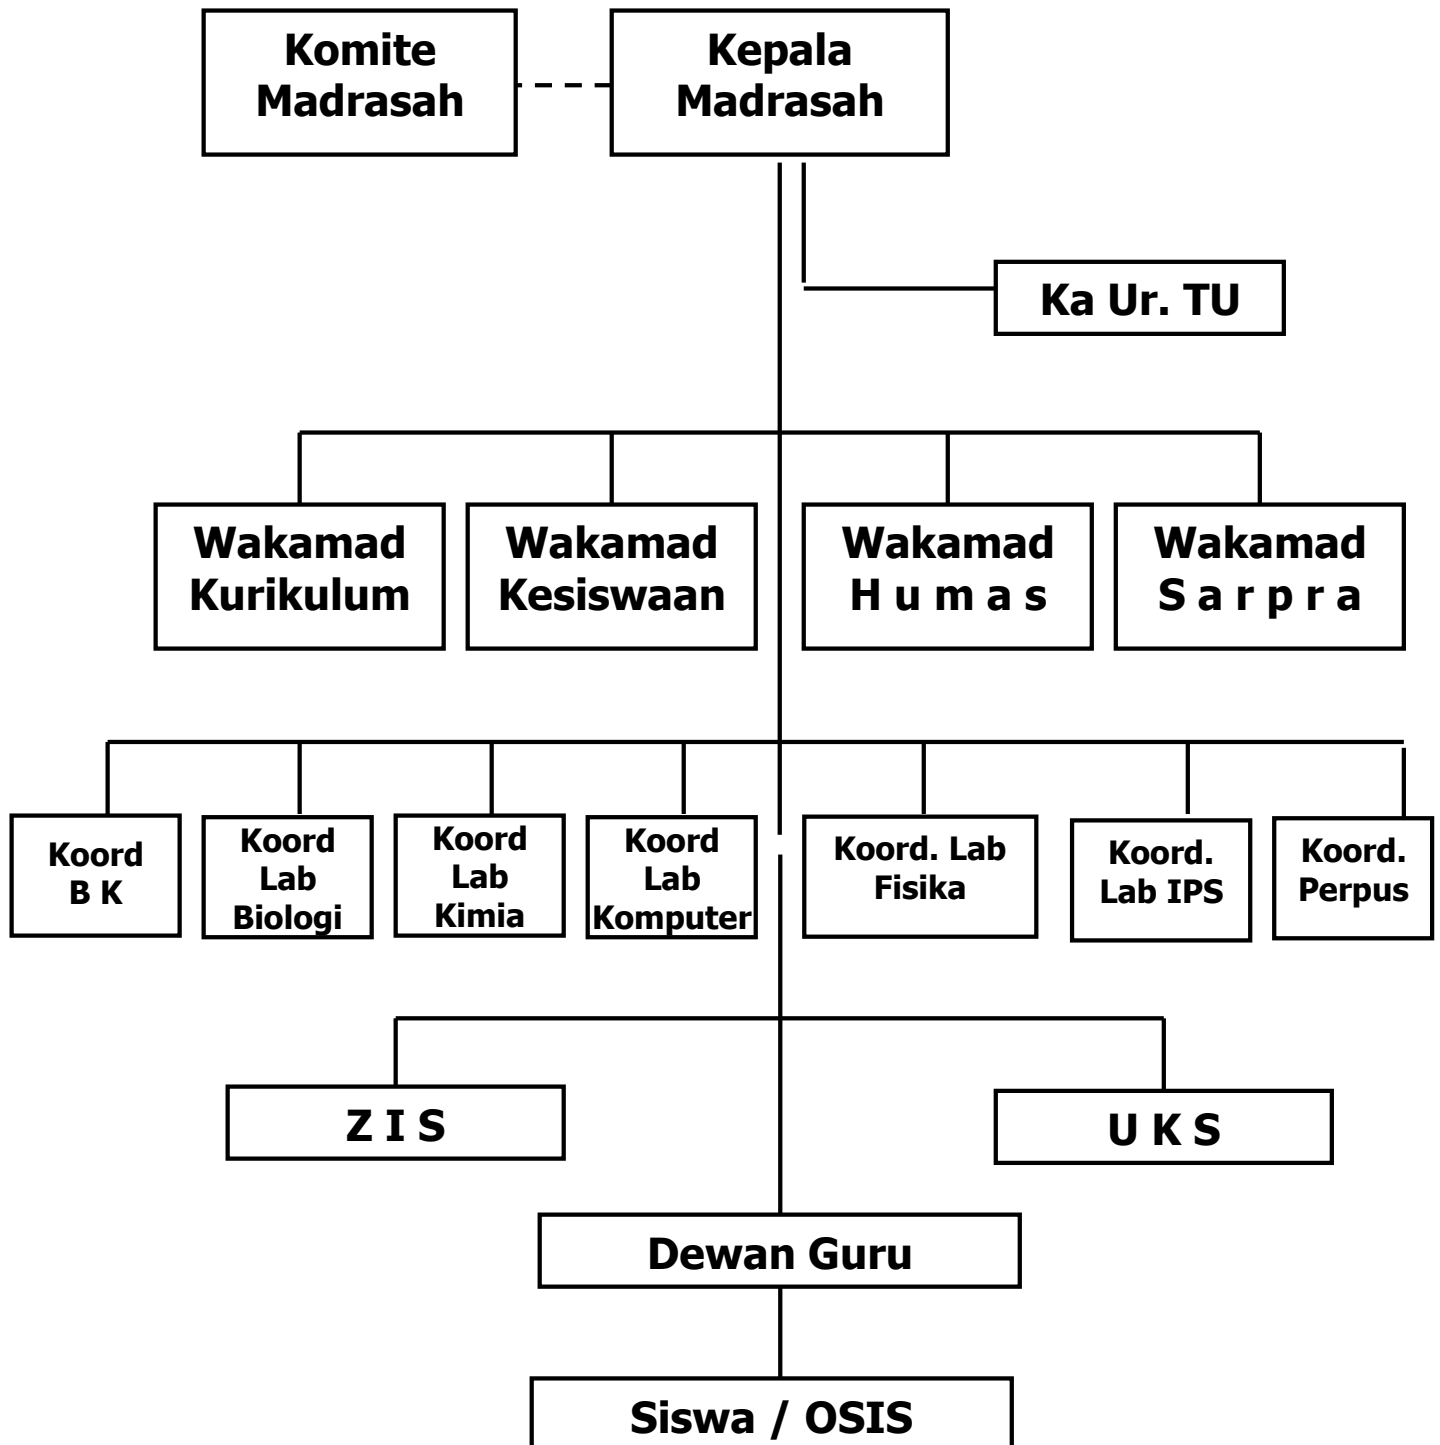 Komite
Madrasah
Kepala
Madrasah
Ka Ur. TU
Wakamad
Kurikulum
Wakamad
Kesiswaan
Wakamad
H u m a s
Wakamad
S a r p r a
Koord
B K
Koord
Lab
Biologi
Koord
Lab
Kimia
Koord
Lab
Komputer
Koord. Lab
Fisika
Koord.
Lab IPS
Koord.
Perpus
Z I S
U K S
Dewan Guru
Siswa / OSIS